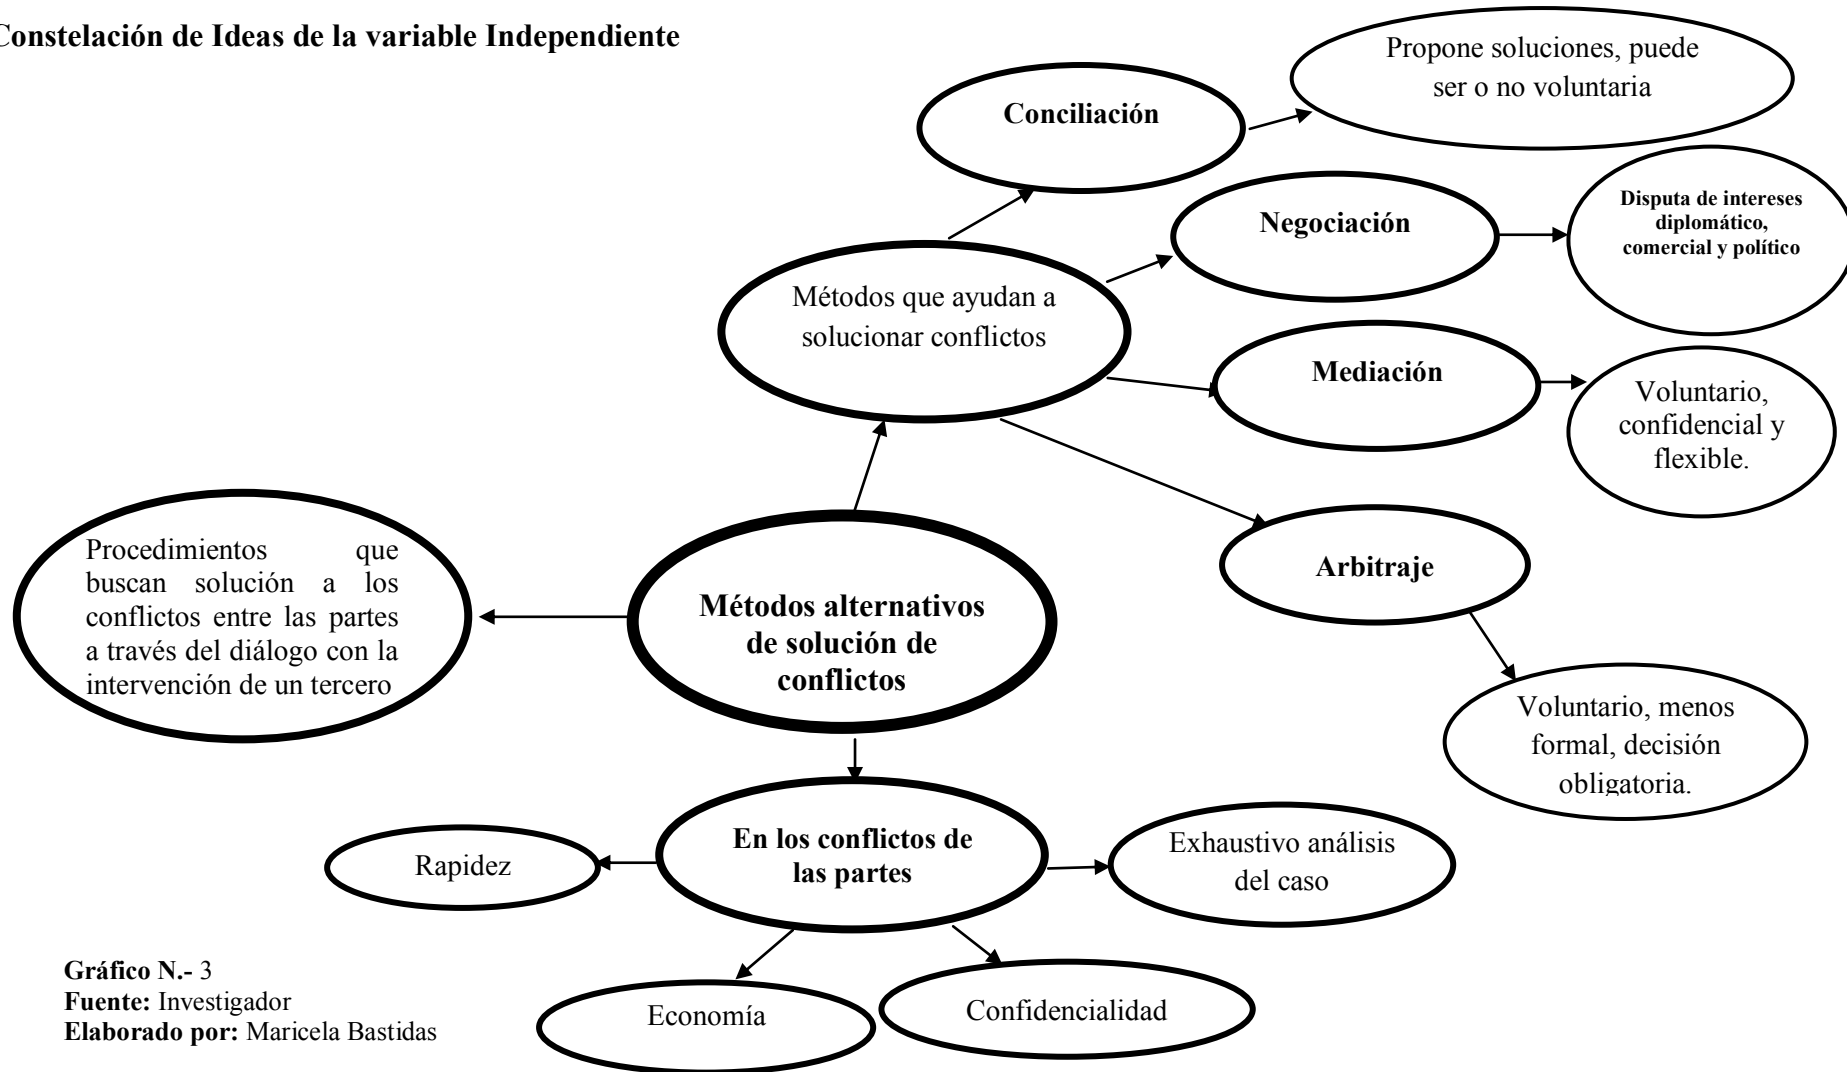 Constelación de Ideas de la variable Independiente
Propone soluciones, puede
ser o no voluntaria
Conciliación
Disputa de intereses
diplomático,
comercial y político
Negociación
Métodos que ayudan a
solucionar conflictos
Mediación
Voluntario,
confidencial y
flexible.
Procedimientos que
buscan solución a los
conflictos entre las partes
a través del diálogo con la
intervención de un tercero
Arbitraje
Métodos alternativos
de solución de
conflictos
Voluntario, menos
formal, decisión
obligatoria.
En los conflictos de
las partes
Exhaustivo análisis
del caso
Rapidez
Economía
Confidencialidad
Gráfico N.- 3
Fuente: Investigador
Elaborado por: Maricela Bastidas